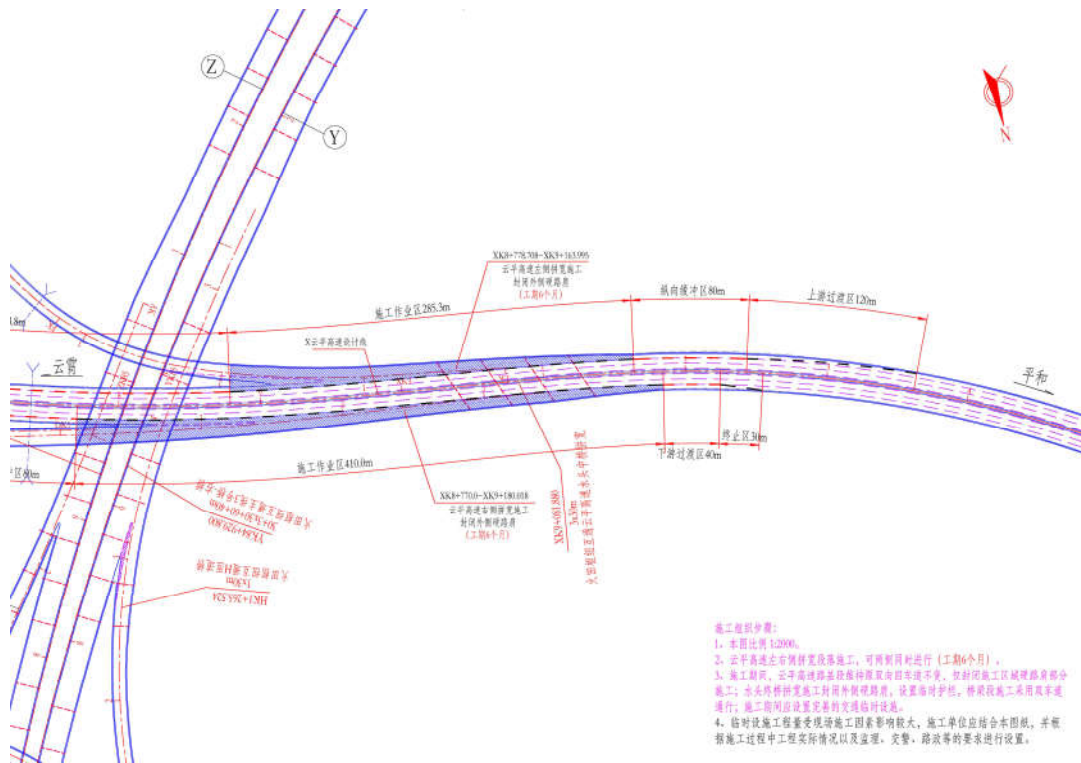 Z
Y
N
XK8+778.708~XK9+163.995
云平高速左侧拼宽施工
封闭外侧硬路肩
(工期6个月)
施工作业区285.3m
纵向缓冲区80m
上游过渡区120m
X云平高速设计线
云霄
平和
终止区30m
下游过渡区40m
施工作业区410.0m
XK8+770.0~XK9+180.018
云平高速右侧拼宽施工
封闭外侧硬路肩
(工期6个月)
XK9+081.880
3x30m
YK84+920.800
1x30m
HK1+265.524
施工组织步骤:
1、本图比例1:2000。
2、云平高速左右侧拼宽段落施工,可两侧同时进行(工期6个月)。
3、施工期间,云平高速路基段维持原双向四车道不变,仅封闭施工区域硬路肩部分
施工;水头终桥拼宽施工封闭外侧硬路肩,设置临时护栏,桥梁段施工采用双车道
通行;施工期间应设置完善的交通临时设施。
4、临时设施工程量受现场施工因素影响较大,施工单位应结合本图纸,并根
据施工过程中工程实际情况以及监理、交警、路政等的要求进行设置。